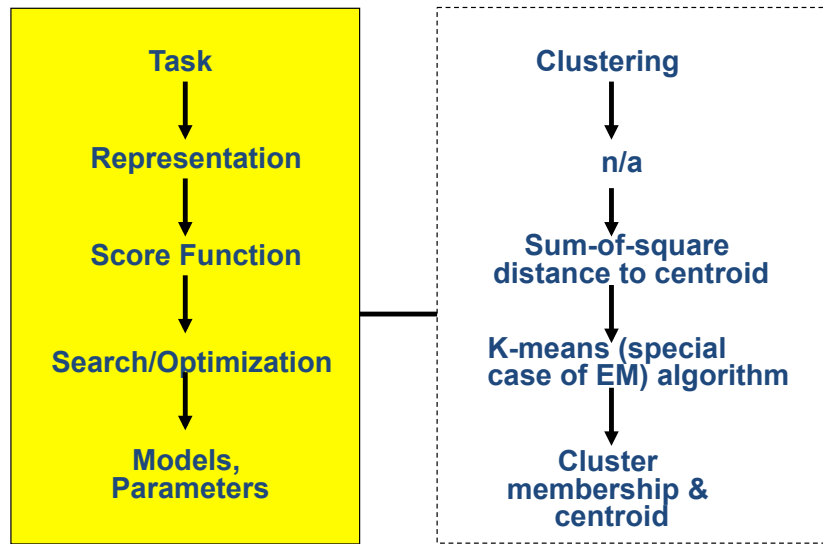 Task
Representation
Score Function
Search/Optimization
Models,
Parameters
Clustering
n/a
Sum-of-square
distance to centroid
K-means (special
case of EM) algorithm
Cluster
membership &
centroid